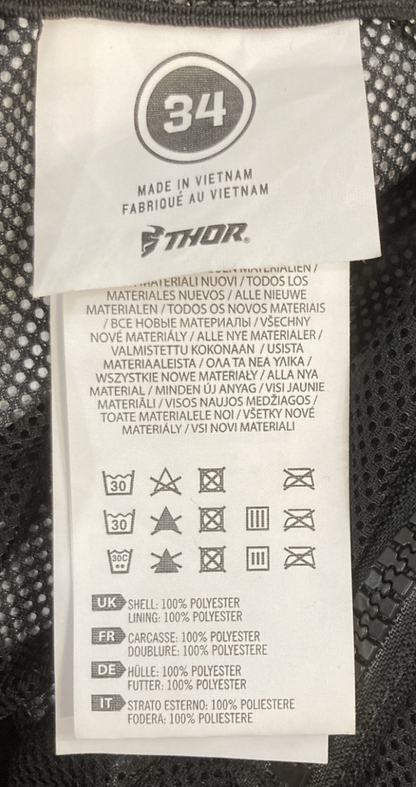 34
MADE IN VIETNAM
FABRIQUÉ AU VIETNAM
THOR®
MATERIALI NUOVI / TODOS LOS
MATERIALES NUEVOS / ALLE NIEUWE
MATERIALEN / TODOS OS NOVOS MATERIAIS
/ ВСЕ НОВЫЕ МАТЕРИАЛЫ / VŠECHNY
NOVÉ MATERIÁLY / ALLE NYE MATERIALER /
VALMISTETTU KOKONAAN / USISTA
MATERIAALEISTA / ΟΛΑ ΤΑ ΝΕΑ ΥΛΙΚΑ /
WSZYSTKIE NOWE MATERIAŁY / ALLA NYA
MATERIAL / MINDEN ÚJ ANYAG / VISI JAUNIE
MATERIĀLI / VISOS NAUJOS MEDŽIAGOS /
TOATE MATERIALELE NOI / VŠETKY NOVÉ
MATERIÁLY / VSI NOVI MATERIALI
30
30
30C
UK SHELL: 100% POLYESTER
LINING: 100% POLYESTER
FR CARCASSE: 100% POLYESTER
DOUBLURE: 100% POLYESTERE
DE HÜLLE: 100% POLYESTER
FUTTER: 100% POLYESTER
IT STRATO ESTERNO: 100% POLIESTERE
FODERA: 100% POLIESTERE